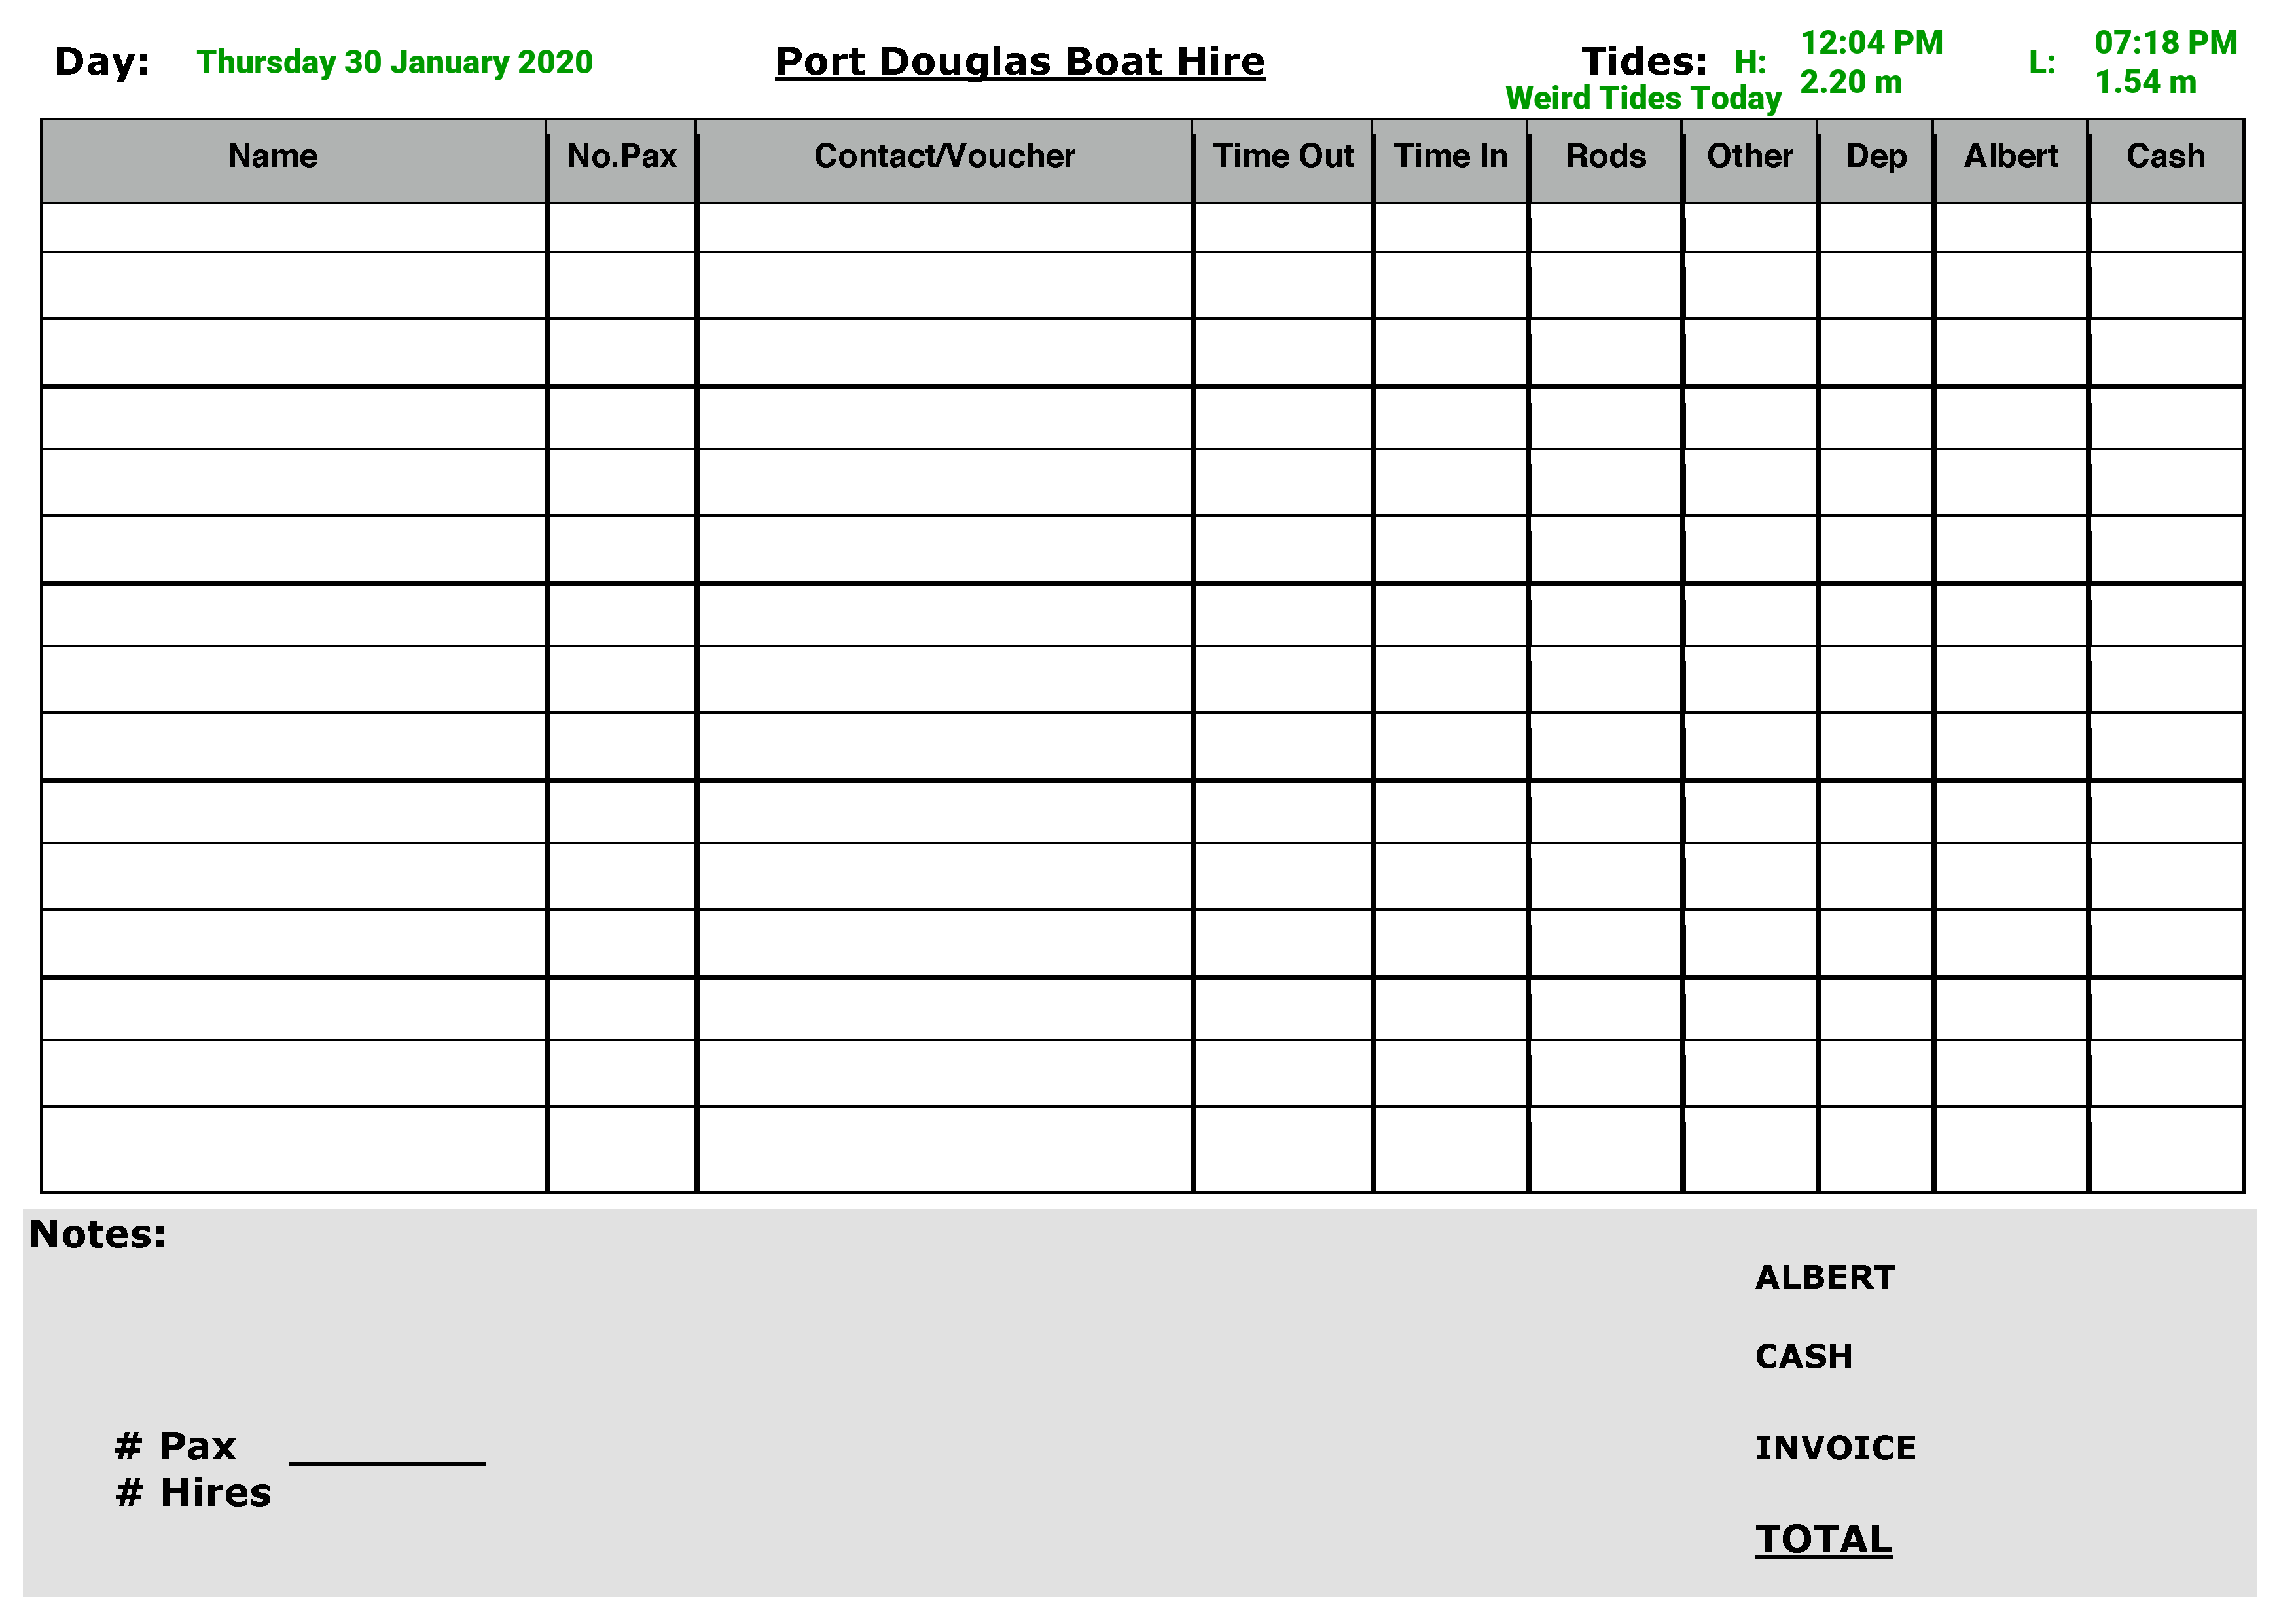 Day: Thursday 30 January 2020 Port Douglas Boat Hire Tides: H: 12:04 PM L: 07:18 PM
2.20 m 1.54 m
Weird Tides Today
Name No.Pax Contact/Voucher Time Out Time In Rods Other Dep Albert Cash
Notes:
ALBERT
CASH
# Pax INVOICE
# Hires
TOTAL